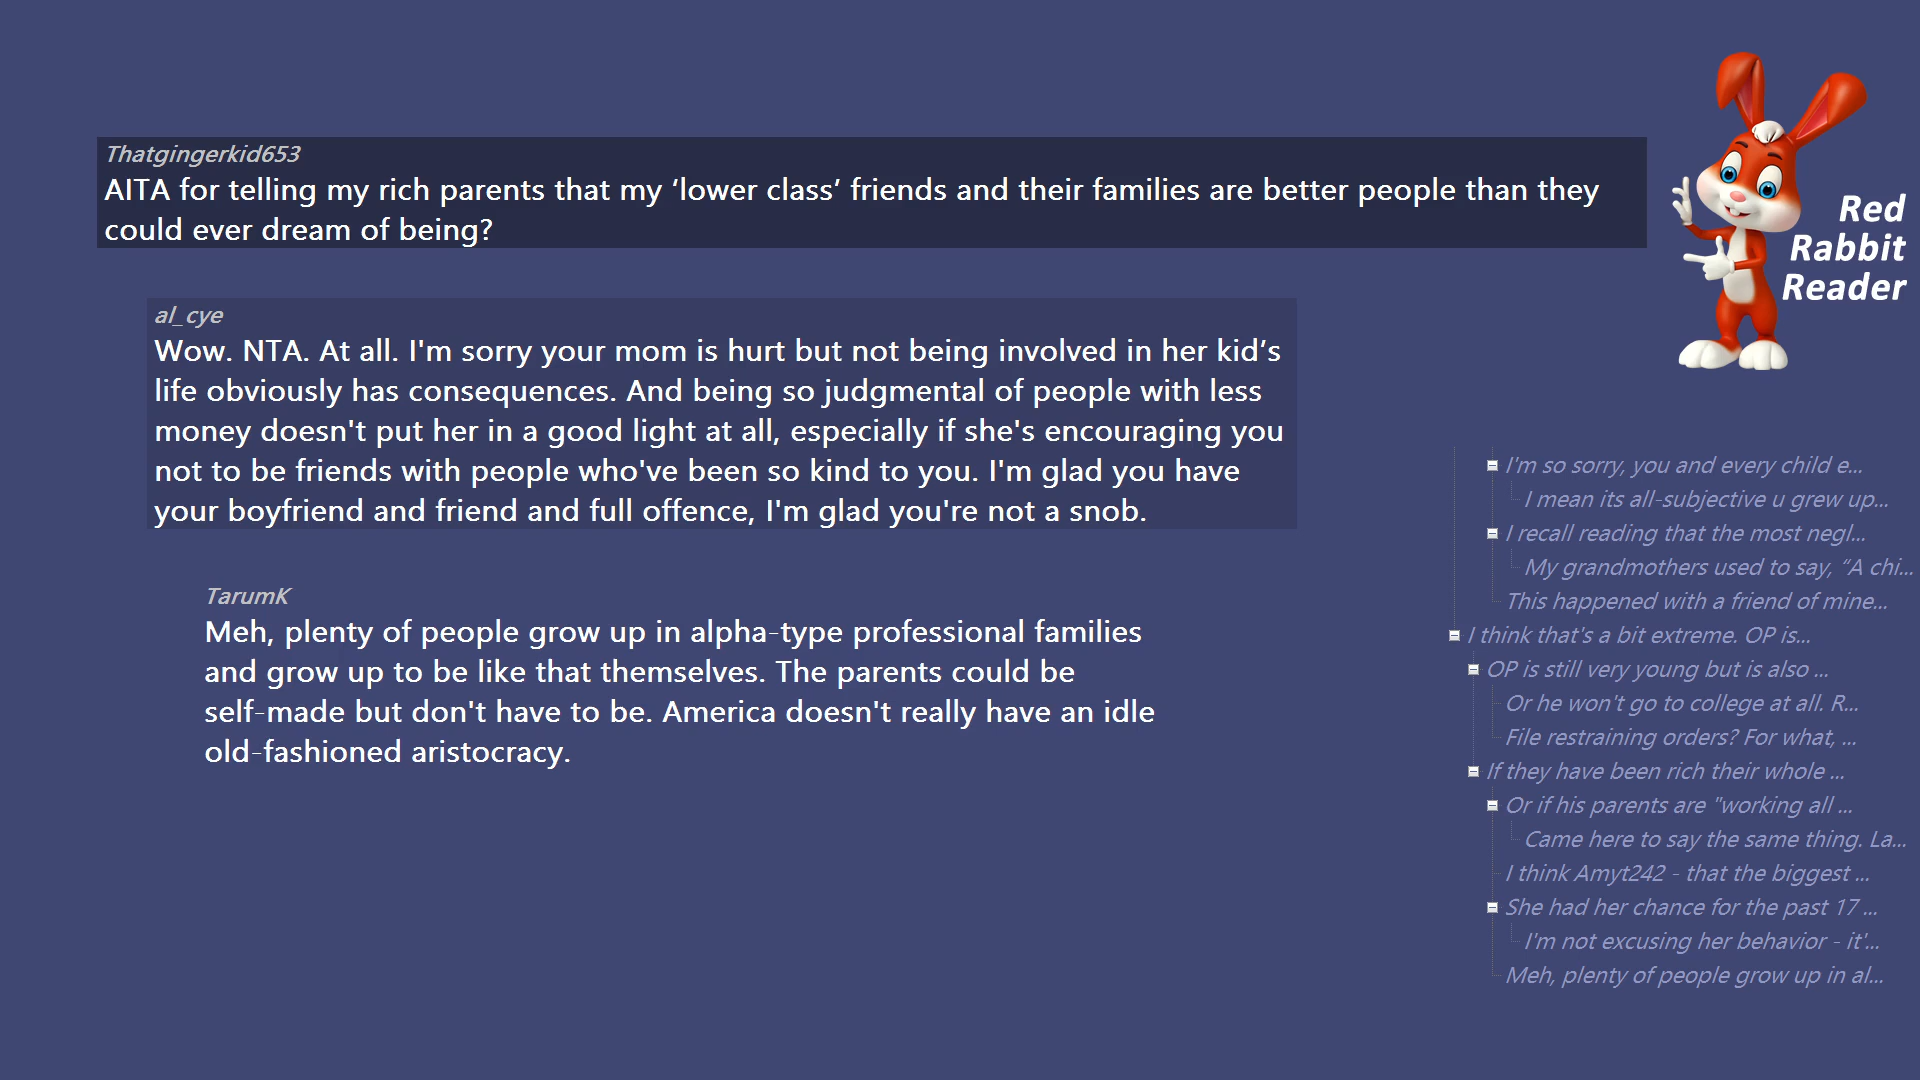 Thatgingerkid653
AITA for telling my rich parents that my ‘lower class’ friends and their families are better people than they
could ever dream of being?
al_cye
Wow. NTA. At all. I'm sorry your mom is hurt but not being involved in her kid’s
life obviously has consequences. And being so judgmental of people with less
money doesn't put her in a good light at all, especially if she's encouraging you
not to be friends with people who've been so kind to you. I'm glad you have
your boyfriend and friend and full offence, I'm glad you're not a snob.
TarumK
Meh, plenty of people grow up in alpha-type professional families
and grow up to be like that themselves. The parents could be
self-made but don't have to be. America doesn't really have an idle
old-fashioned aristocracy.
Red
Rabbit
Reader
I'm so sorry, you and every child e...
I mean its all-subjective u grew up...
I recall reading that the most negl...
My grandmothers used to say, “A chi...
This happened with a friend of mine...
I think that's a bit extreme. OP is...
OP is still very young but is also ...
Or he won't go to college at all. R...
File restraining orders? For what, ...
If they have been rich their whole ...
Or if his parents are "working all ...
Came here to say the same thing. La...
I think Amyt242 - that the biggest ...
She had her chance for the past 17 ...
I'm not excusing her behavior - it'...
Meh, plenty of people grow up in al...